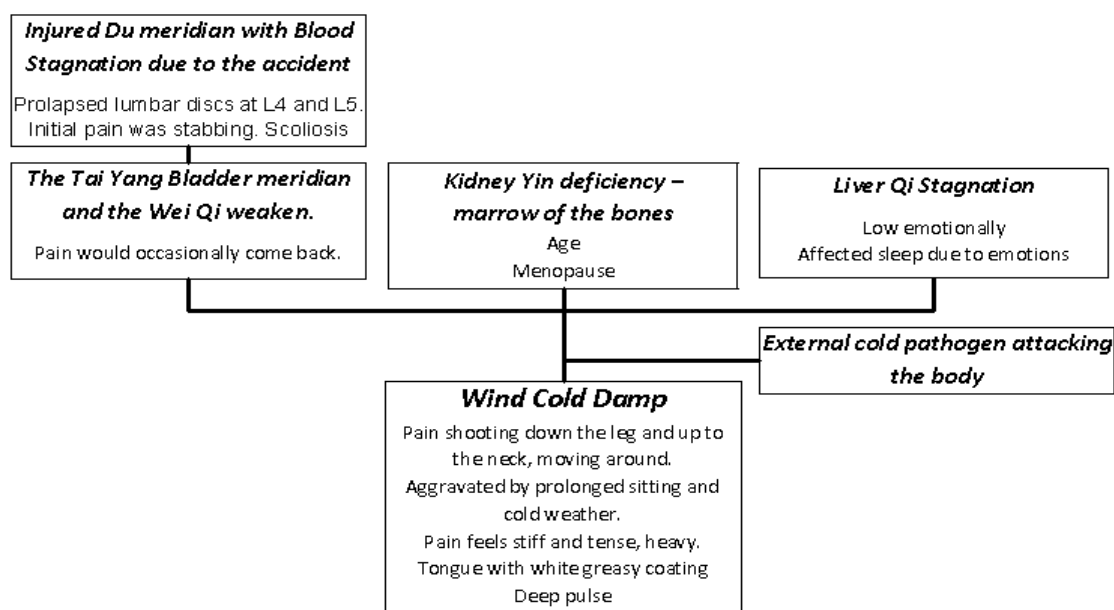 Injured Du meridian with Blood
Stagnation due to the accident
Prolapsed lumbar discs at L4 and L5.
Initial pain was stabbing. Scoliosis
The Tai Yang Bladder meridian
and the Wei Qi weaken.
Pain would occasionally come back.
Kidney Yin deficiency –
marrow of the bones
Age
Menopause
Liver Qi Stagnation
Low emotionally
Affected sleep due to emotions
External cold pathogen attacking
the body
Wind Cold Damp
Pain shooting down the leg and up to
the neck, moving around.
Aggravated by prolonged sitting and
cold weather.
Pain feels stiff and tense, heavy.
Tongue with white greasy coating
Deep pulse